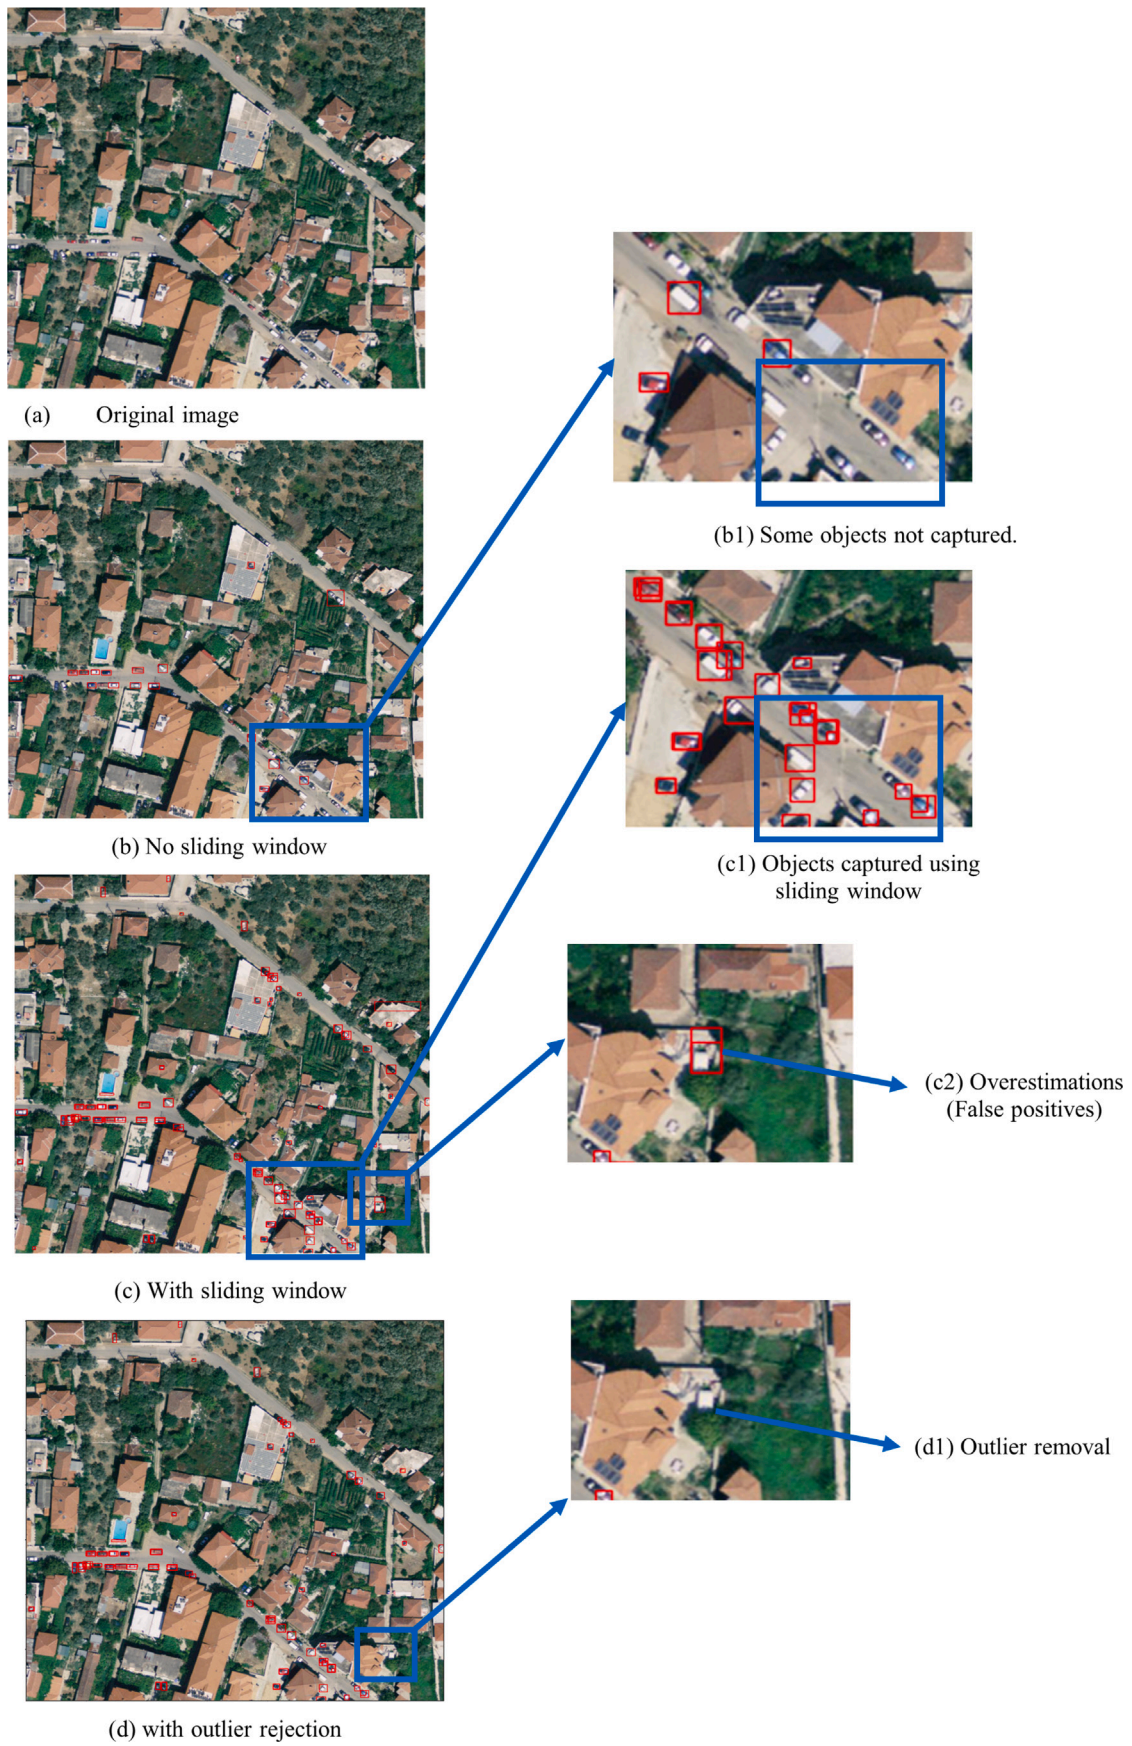 (a) Original image
(b) No sliding window
(b1) Some objects not captured.
(c1) Objects captured using
sliding window
(c2) Overestimations
(False positives)
(c) With sliding window
(d1) Outlier removal
(d) with outlier rejection